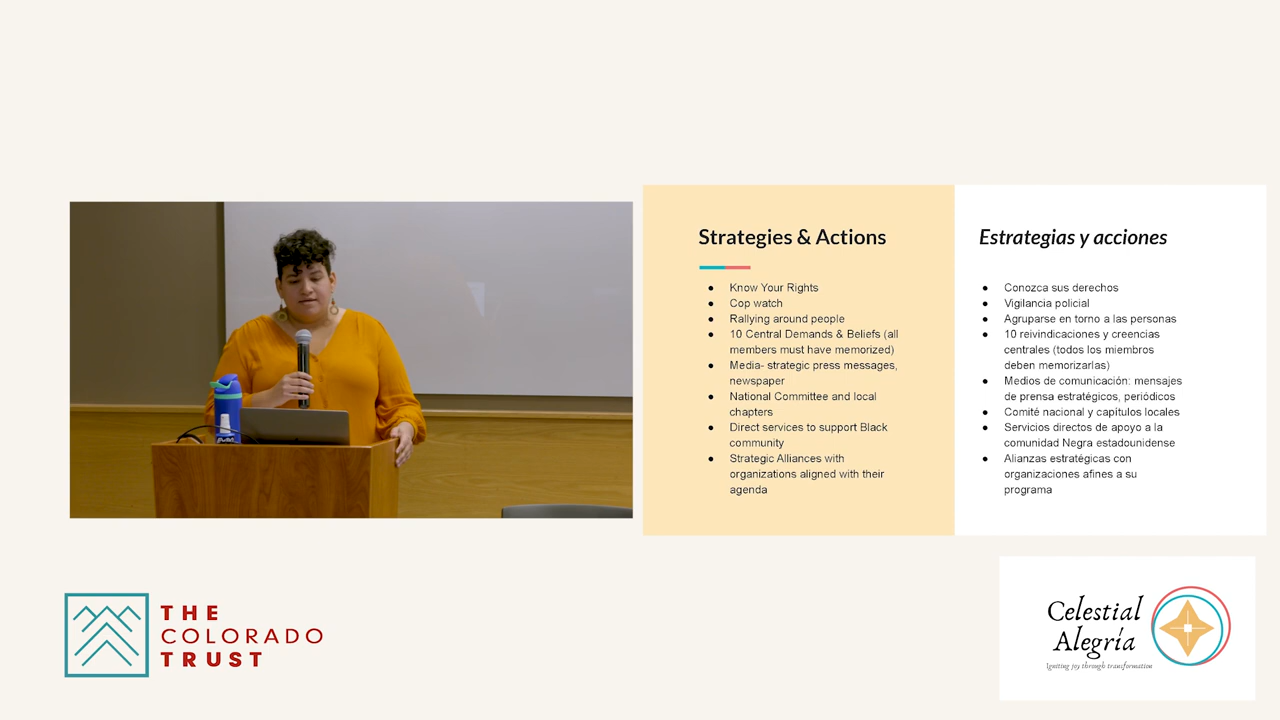 Strategies & Actions
● Know Your Rights
● Cop watch
● Rallying around people
● 10 Central Demands & Beliefs (all
members must have memorized)
● Media- strategic press messages,
newspaper
● National Committee and local
chapters
● Direct services to support Black
community
● Strategic Alliances with
organizations aligned with their
agenda
Estrategias y acciones
● Conozca sus derechos
● Vigilancia policial
● Agruparse en torno a las personas
● 10 reivindicaciones y creencias
centrales (todos los miembros
deben memorizarlas)
● Medios de comunicación: mensajes
de prensa estratégicos, periódicos
● Comité nacional y capítulos locales
● Servicios directos de apoyo a la
comunidad Negra estadounidense
● Alianzas estratégicas con
organizaciones afines a su
programa
THE
COLORADO
TRUST
Celestial
Alegría
Igniting joy through transformation